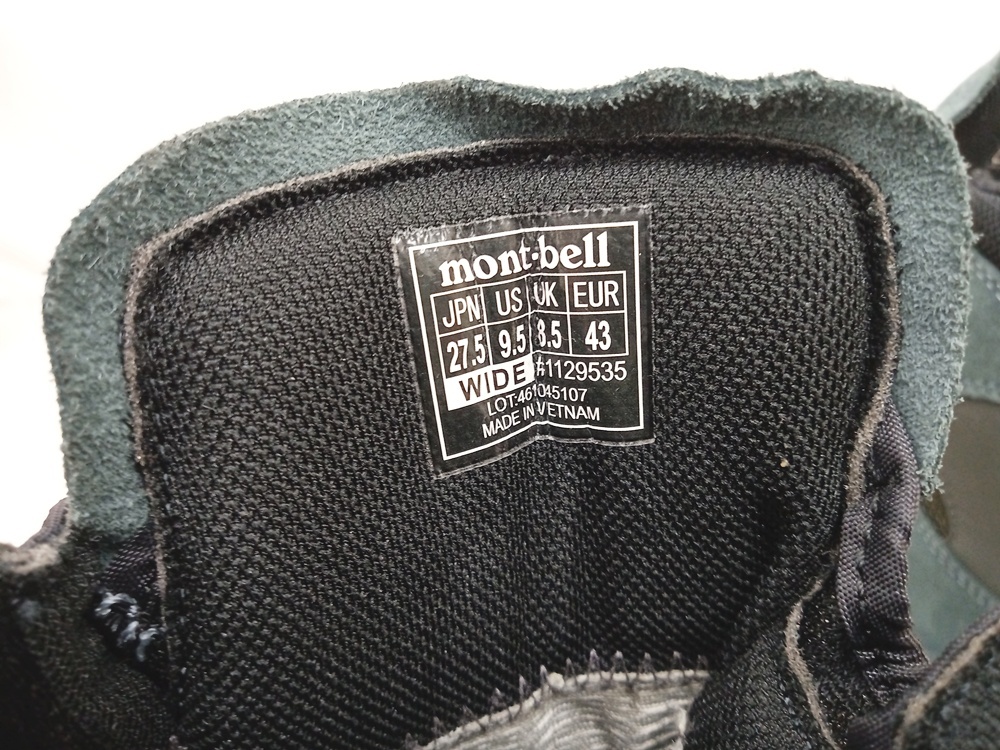 mont-bell
JPN US UK EUR
27.5 9.5 8.5 43
WIDE #1129535
LOT:461045107
MADE IN VIETNAM